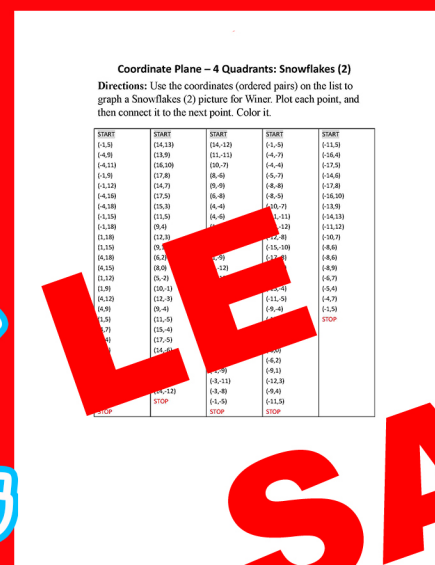 Coordinate Plane – 4 Quadrants: Snowflakes (2)
Directions: Use the coordinates (ordered pairs) on the list to
graph a Snowflakes (2) picture for Winer. Plot each point, and
then connect it to the next point. Color it.
START START START START START
(-1,5) (14,13) (14,-12) (-1,-5) (-11,5)
(-4,9) (13,9) (11,-11) (-4,-7) (-16,4)
(-4,11) (16,10) (10,-7) (-4,-4) (-17,5)
(-1,9) (17,8) (8,-6) (-5,-7) (-14,6)
(-1,12) (14,7) (9,-9) (-8,-8) (-17,8)
(-4,16) (17,5) (6,-8) (-8,-5) (-16,10)
(-4,18) (15,3) (4,-4) (-10,-7) (-13,9)
(-1,15) (11,5) (4,-6) (-14,13)
(-1,18) (9,4) (-11,12)
(1,18) (12,3) (-10,7)
(1,15) (-15,-10) (-8,6)
(4,18) (6,2) (-8,6)
(4,15) (8,0) (-8,9)
(1,12) (5,-2) (-6,7)
(1,9) (10,-1) (-5,4)
(4,12) (12,-3) (-11,-5) (-4,7)
(4,9) (9,-4) (-9,-4) (-1,5)
(1,5) (11,-5) STOP
(15,-4)
(17,-5)
(-6,2)
(-9,1)
(-3,-11) (-12,3)
(-3,-8) (-9,4)
STOP (-1,-5) (-11,5)
STOP STOP STOP
LE
SA